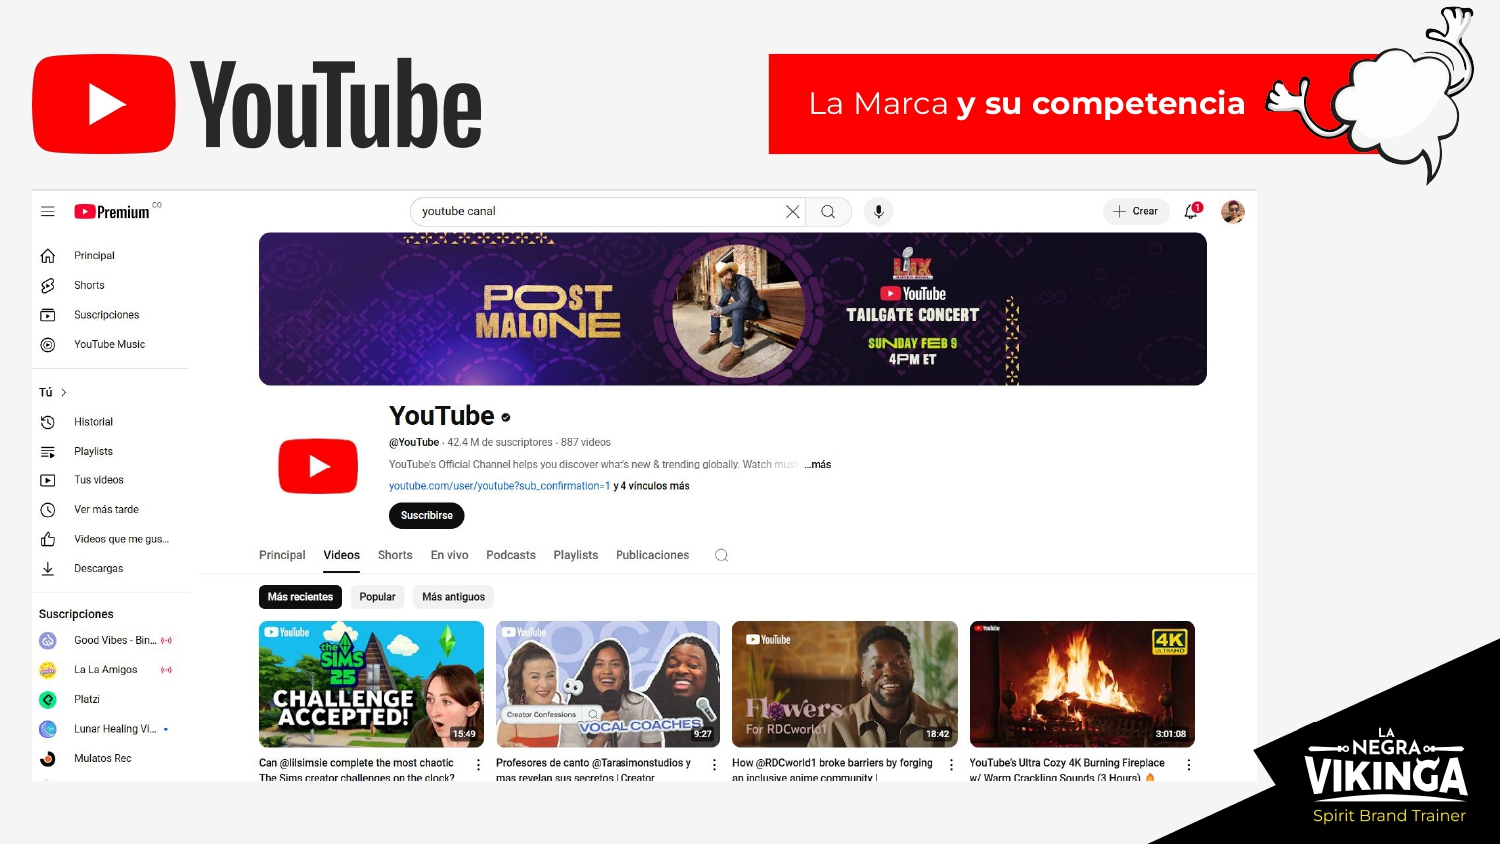 YouTube
La Marca y su competencia
Premium CO
youtube canal
Crear
1
Principal
Shorts
Suscripciones
YouTube Music
Tú
Historial
Playlists
Tus videos
Ver más tarde
Videos que me gus...
Descargas
Suscripciones
Good Vibes - Bin...
La La Amigos
Platzi
Lunar Healing Vi...
Mulatos Rec
POST
MALONE
LIX
YouTube
TAILGATE CONCERT
SUNDAY FEB 9
4PM ET
YouTube
@YouTube · 42.4 M de suscriptores · 887 videos
YouTube's Official Channel helps you discover what's new & trending globally. Watch must- ...más
youtube.com/user/youtube?sub_confirmation=1 y 4 vínculos más
Suscribirse
Principal Videos Shorts En vivo Podcasts Playlists Publicaciones
Más recientes Popular Más antiguos
YouTube
the
SIMS
25
CHALLENGE
ACCEPTED!
15:49
Can @lilsimsie complete the most chaotic
The Sims creator challenges on the clock?
YouTube
VOCAL
Creator Confessions
VOCAL COACHES
9:27
Profesores de canto @Tarasimonstudios y
mas revelan sus secretos | Creator
YouTube
Flowers
For RDCworld1
18:42
How @RDCworld1 broke barriers by forging
an inclusive anime community |
YouTube
4K
ULTRAHD
3:01:08
YouTube's Ultra Cozy 4K Burning Fireplace
w/ Warm Crackling Sounds (3 Hours)
LA
NEGRA
VIKINGA
Spirit Brand Trainer